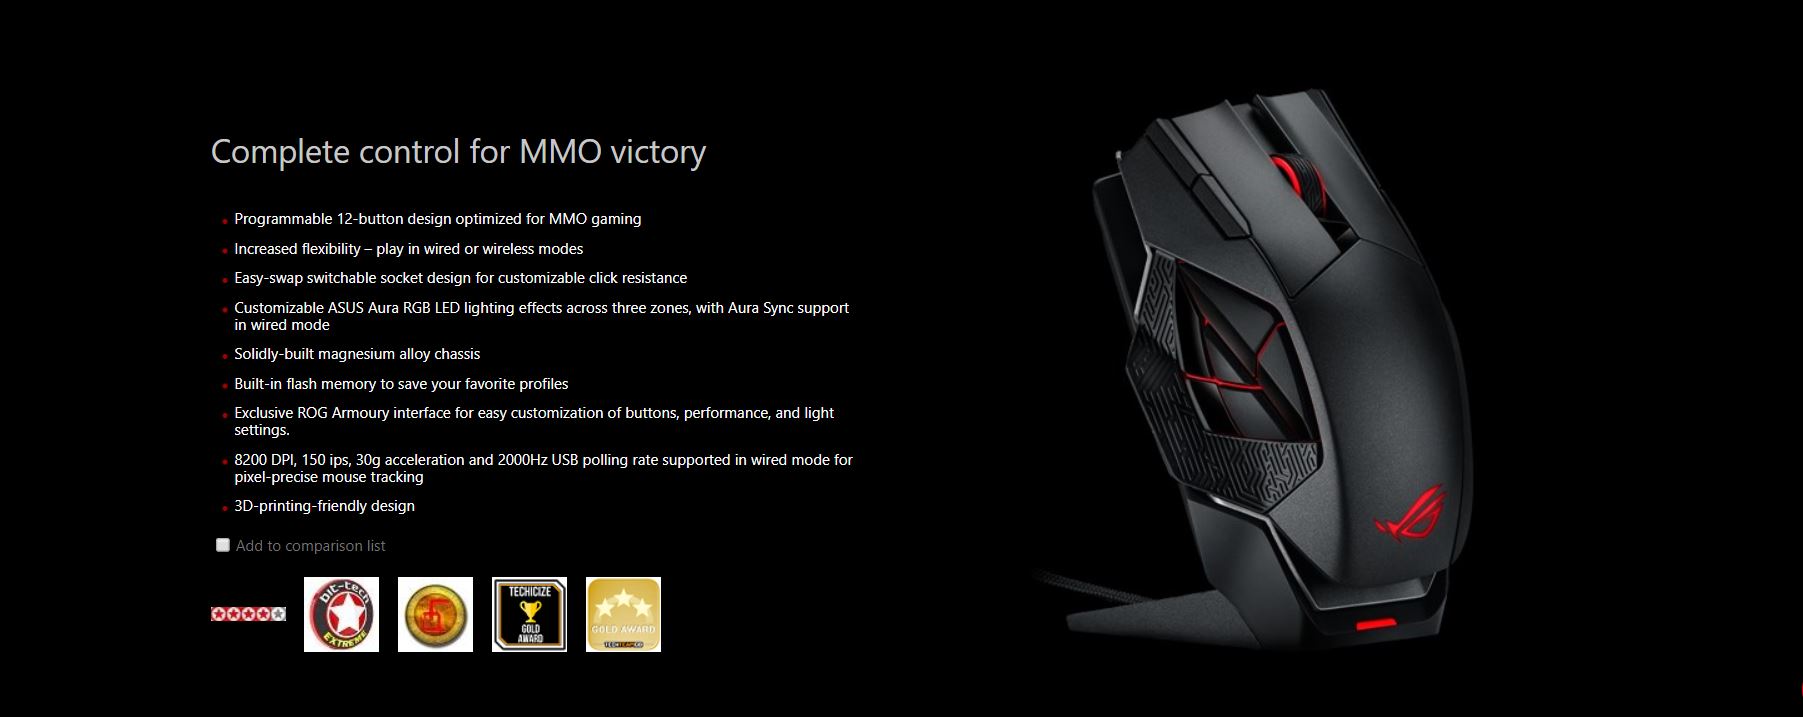 Complete control for MMO victory
Programmable 12-button design optimized for MMO gaming
Increased flexibility – play in wired or wireless modes
Easy-swap switchable socket design for customizable click resistance
Customizable ASUS Aura RGB LED lighting effects across three zones, with Aura Sync support
in wired mode
Solidly-built magnesium alloy chassis
Built-in flash memory to save your favorite profiles
Exclusive ROG Armoury interface for easy customization of buttons, performance, and light
settings.
8200 DPI, 150 ips, 30g acceleration and 2000Hz USB polling rate supported in wired mode for
pixel-precise mouse tracking
3D-printing-friendly design
Add to comparison list
bit-tech
EXTREME
TECHICIZE
GOLD
AWARD
GOLD AWARD